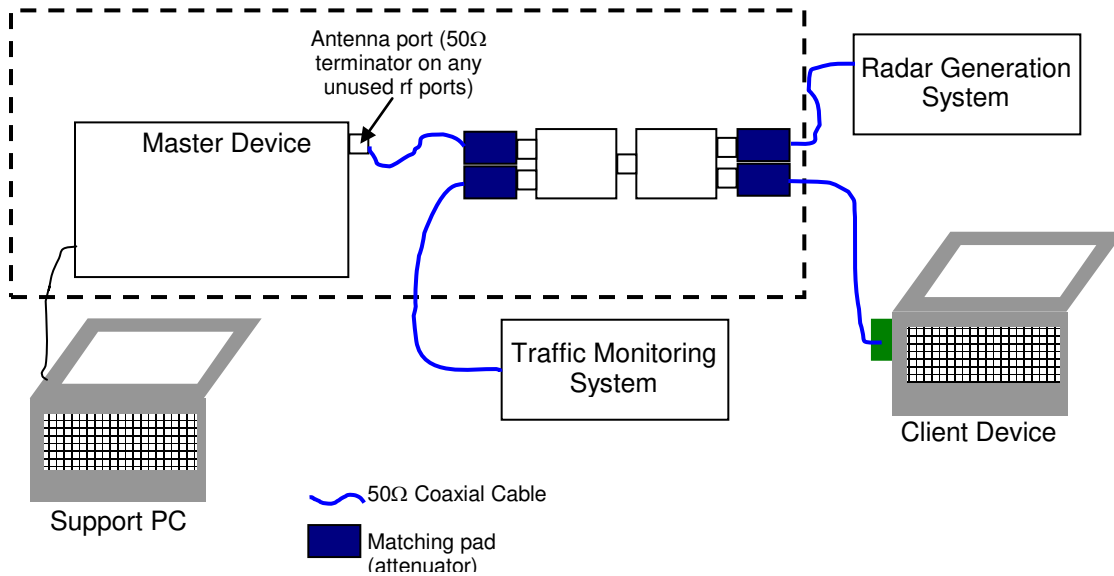 Antenna port (50Ω
terminator on any
unused rf ports)
Master Device
Radar Generation
System
Traffic Monitoring
System
Client Device
Support PC
50Ω Coaxial Cable
Matching pad
(attenuator)